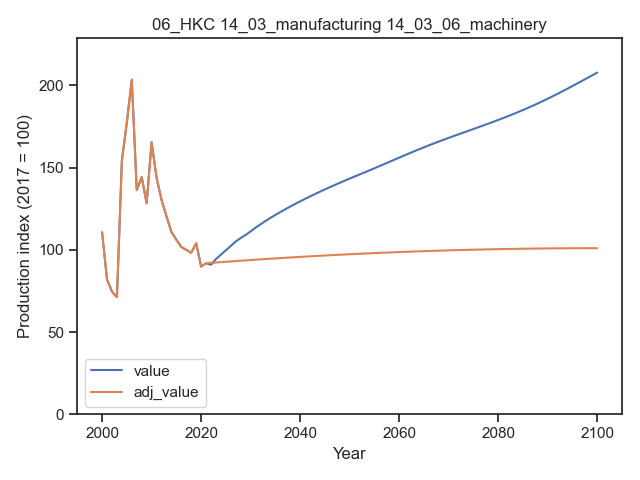 06_HKC 14_03_manufacturing 14_03_06_machinery
Production index (2017 = 100)
200
150
100
50
0
value
adj_value
2000 2020 2040 2060 2080 2100
Year